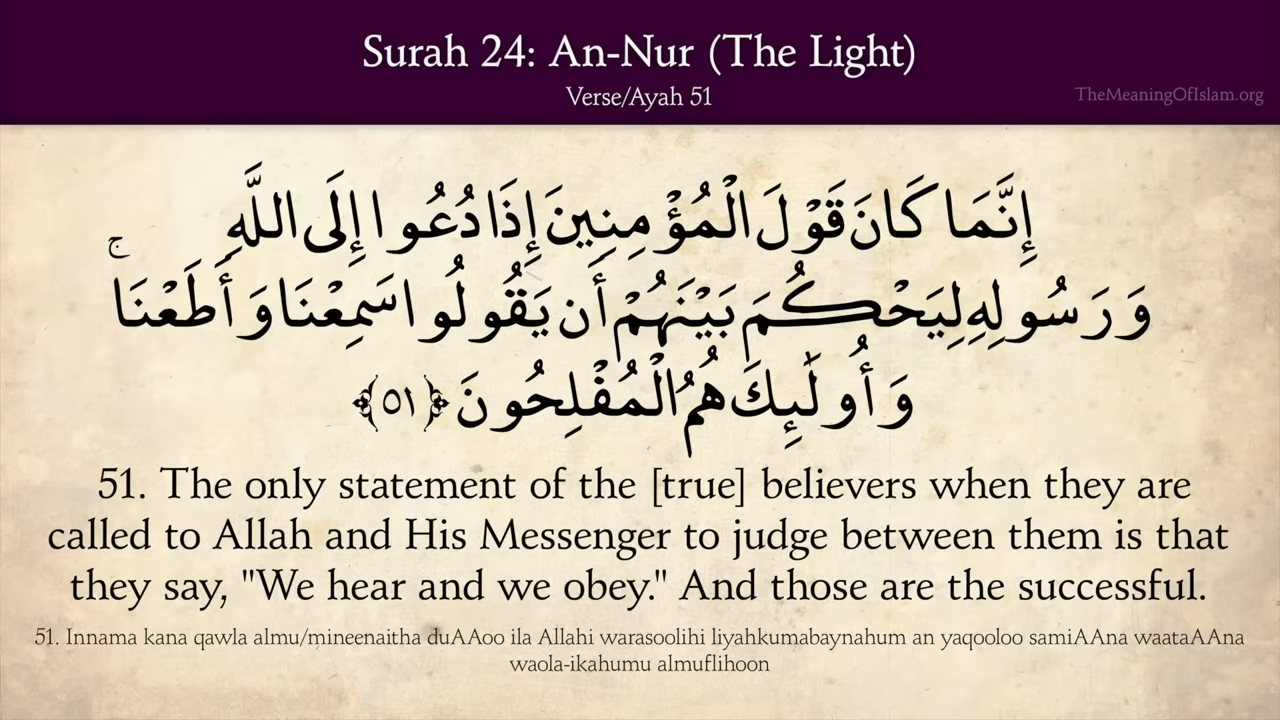 Surah 24: An-Nur (The Light)
Verse/Ayah 51
TheMeaningOfIslam.org
إِنَّمَا كَانَ قَوْلَ الْمُؤْمِنِينَ إِذَا دُعُوا إِلَى اللَّهِ
وَرَسُولِهِ لِيَحْكُمَ بَيْنَهُمْ أَن يَقُولُوا سَمِعْنَا وَأَطَعْنَا ۚ
وَأُولَٰئِكَ هُمُ الْمُفْلِحُونَ ﴿٥١﴾
51. The only statement of the [true] believers when they are
called to Allah and His Messenger to judge between them is that
they say, "We hear and we obey." And those are the successful.
51. Innama kana qawla almu/mineenaitha duAAoo ila Allahi warasoolihi liyahkumabaynahum an yaqooloo samiAAna waataAAna
waola-ikahumu almuflihoon